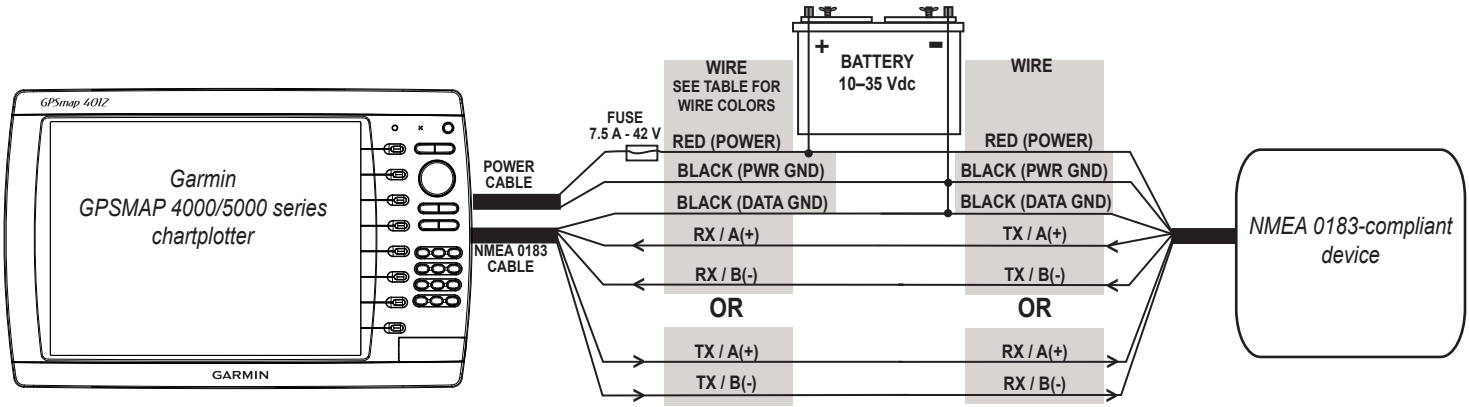 GPSmap 4012
Garmin
GPSMAP 4000/5000 series
chartplotter
GARMIN
POWER
CABLE
NMEA 0183
CABLE
FUSE
7.5 A - 42 V
WIRE
SEE TABLE FOR
WIRE COLORS
RED (POWER)
BLACK (PWR GND)
BLACK (DATA GND)
RX / A(+)
RX / B(-)
OR
TX / A(+)
TX / B(-)
+
-
BATTERY
10–35 Vdc
WIRE
RED (POWER)
BLACK (PWR GND)
BLACK (DATA GND)
TX / A(+)
TX / B(-)
OR
RX / A(+)
RX / B(-)
NMEA 0183-compliant
device